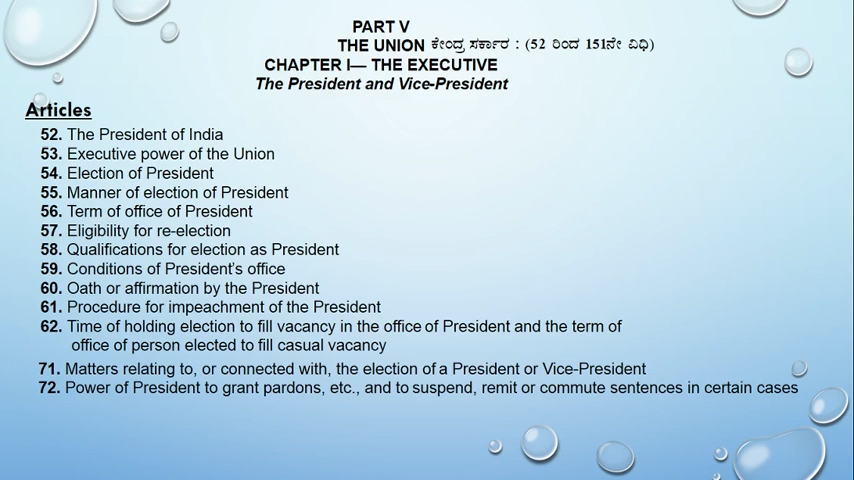 PART V
THE UNION ಕೇಂದ್ರ ಸರ್ಕಾರ : (52 ರಿಂದ 151ನೇ ವಿಧಿ)
CHAPTER I— THE EXECUTIVE
The President and Vice-President
Articles
52. The President of India
53. Executive power of the Union
54. Election of President
55. Manner of election of President
56. Term of office of President
57. Eligibility for re-election
58. Qualifications for election as President
59. Conditions of President’s office
60. Oath or affirmation by the President
61. Procedure for impeachment of the President
62. Time of holding election to fill vacancy in the office of President and the term of
office of person elected to fill casual vacancy
71. Matters relating to, or connected with, the election of a President or Vice-President
72. Power of President to grant pardons, etc., and to suspend, remit or commute sentences in certain cases